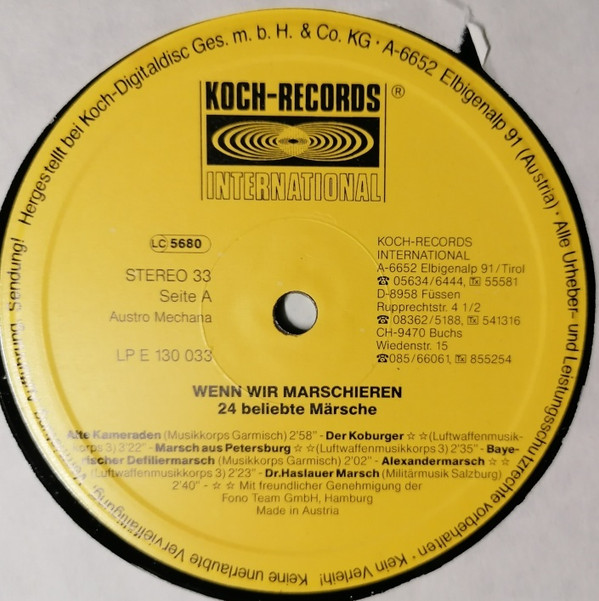 Hergestellt bei Koch-Digitaldisc Ges. m. b. H. & Co. KG · A-6652 Elbigenalp 91 (Austria) · Alle Urheber- und Leistungsschutzrechte vorbehalten · Kein Verleih! Keine unerlaubte Vervielfältigung, Vermietung, Aufführung, Sendung!
KOCH-RECORDS ®
INTERNATIONAL
LC 5680
STEREO 33
Seite A
Austro Mechana
LP E 130 033
KOCH-RECORDS
INTERNATIONAL
A-6652 Elbigenalp 91/Tirol
☎ 05634/6444, Tx 55581
D-8958 Füssen
Rupprechtstr. 4 1/2
☎ 08362/5188, Tx 541316
CH-9470 Buchs
Wiedenstr. 15
☎ 085/66061, Tx 855254
WENN WIR MARSCHIEREN
24 beliebte Märsche
Alte Kameraden (Musikkorps Garmisch) 2'58" - Der Koburger ☆☆ (Luftwaffenmusik-
korps 3) 3'22" - Marsch aus Petersburg ☆☆ (Luftwaffenmusikkorps 3) 2'35" - Baye-
rischer Defiliermarsch (Musikkorps Garmisch) 2'02" - Alexandermarsch ☆☆
(Luftwaffenmusikkorps 3) 2'23" - Dr. Haslauer Marsch (Militärmusik Salzburg)
2'40" - ☆☆ Mit freundlicher Genehmigung der
Fono Team GmbH, Hamburg
Made in Austria